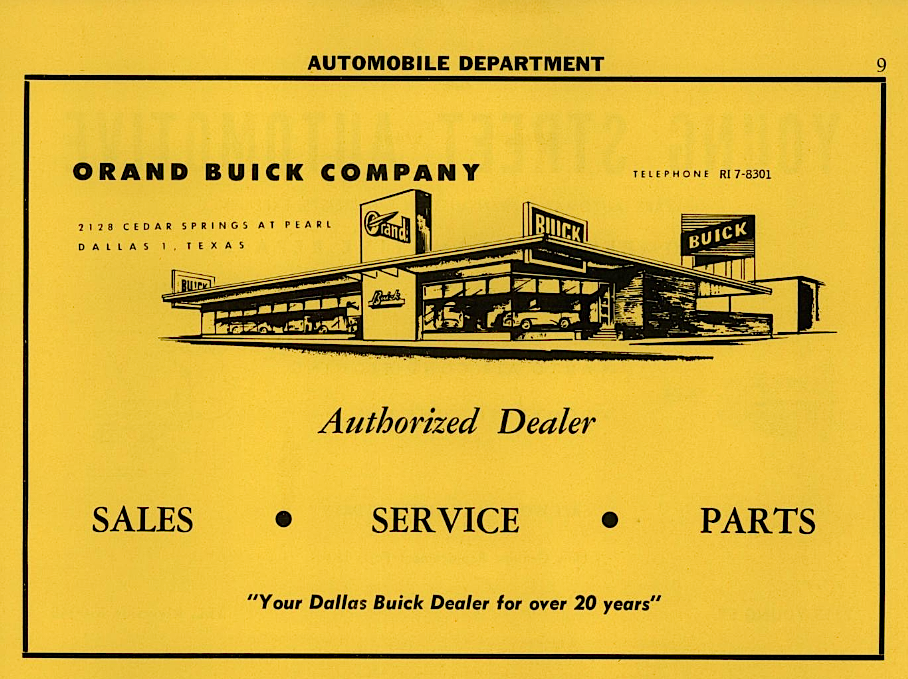 AUTOMOBILE DEPARTMENT
9
ORAND BUICK COMPANY
TELEPHONE RI 7-8301
2128 CEDAR SPRINGS AT PEARL
DALLAS 1, TEXAS
Orand
BUICK
BUICK
BUICK
Authorized Dealer
SALES • SERVICE • PARTS
"Your Dallas Buick Dealer for over 20 years"